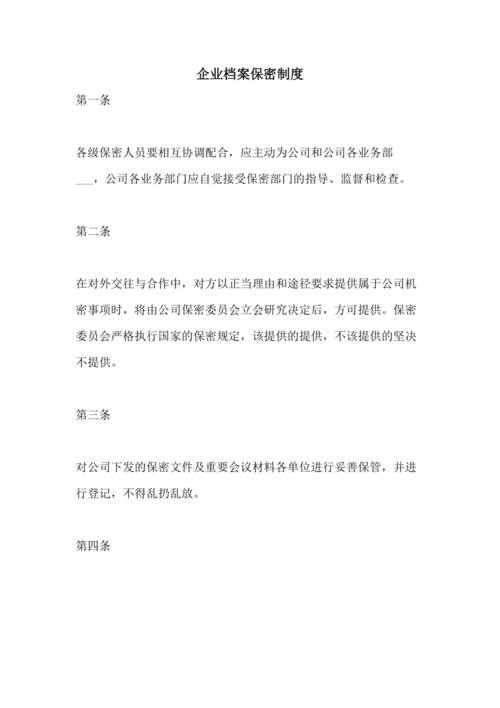 企业档案保密制度
第一条
各级保密人员要相互协调配合，应主动为公司和公司各业务部
___，公司各业务部门应自觉接受保密部门的指导、监督和检查。
第二条
在对外交往与合作中，对方以正当理由和途径要求提供属于公司机
密事项时，将由公司保密委员会立会研究决定后，方可提供。保密
委员会严格执行国家的保密规定，该提供的提供，不该提供的坚决
不提供。
第三条
对公司下发的保密文件及重要会议材料各单位进行妥善保管，并进
行登记，不得乱扔乱放。
第四条